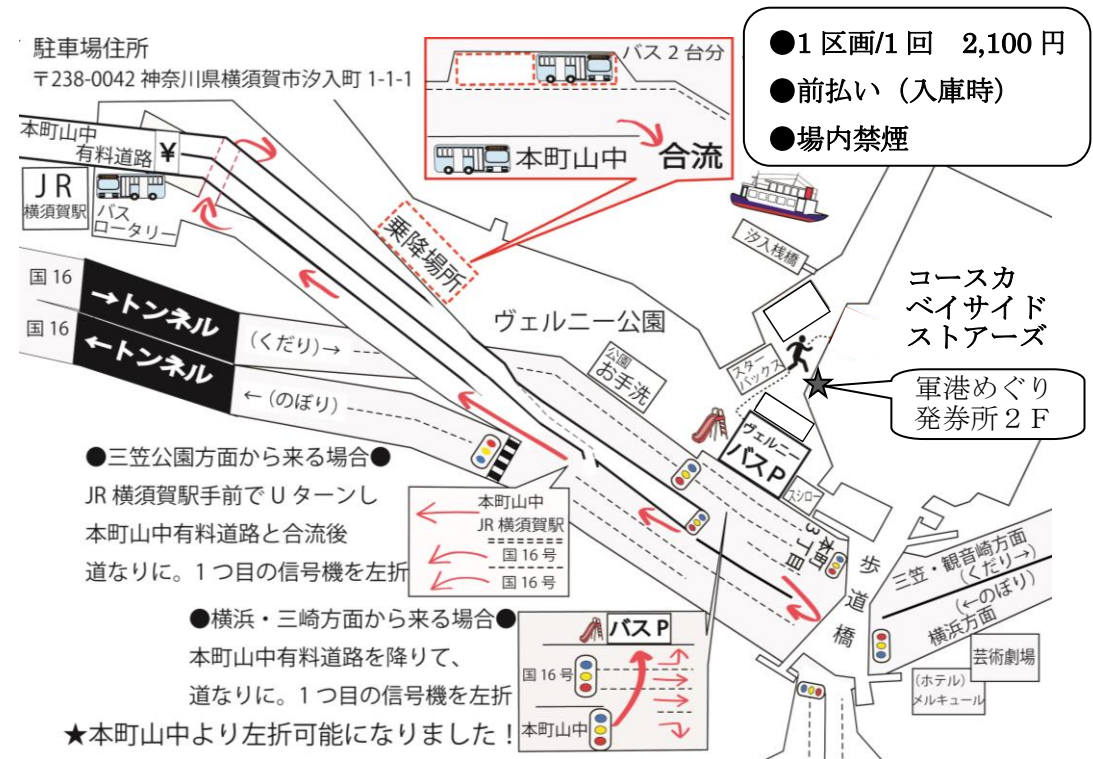 駐車場住所
〒238-0042 神奈川県横須賀市汐入町 1-1-1
●1 区画/1 回　2,100 円
●前払い（入庫時）
●場内禁煙
バス 2 台分
本町山中
合流
本町山中
有料道路
¥
JR
横須賀駅
バス
ロータリー
乗降場所
汐入桟橋
コースカ
ベイサイド
ストアーズ
軍港めぐり
発券所２Ｆ
国 16
国 16
→トンネル
←トンネル
（くだり）→
←（のぼり）
ヴェルニー公園
公園
お手洗
スター
バックス
ヴェルニー
バスP
スシロー
本町
3丁目
歩道橋
三笠・観音崎方面
（くだり→）
（←のぼり）
横浜方面
芸術劇場
（ホテル）
メルキュール
●三笠公園方面から来る場合●
JR 横須賀駅手前で U ターンし
本町山中有料道路と合流後
道なりに。1 つ目の信号機を左折
本町山中
JR 横須賀駅
国 16 号
国 16 号
●横浜・三崎方面から来る場合●
本町山中有料道路を降りて、
道なりに。1 つ目の信号機を左折
★本町山中より左折可能になりました！
バス P
国 16 号
本町山中